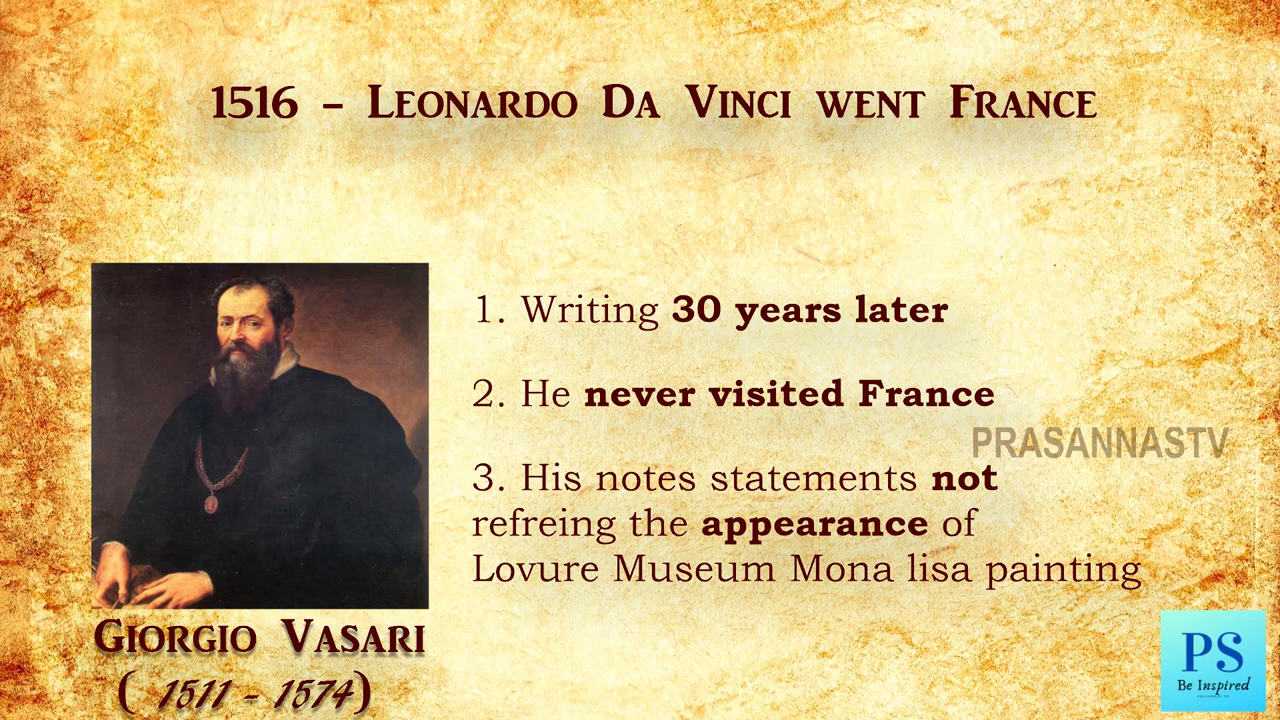 1516 – Leonardo Da Vinci went France
1. Writing 30 years later
2. He never visited France
PRASANNASTV
3. His notes statements not
refreing the appearance of
Lovure Museum Mona lisa painting
Giorgio Vasari
( 1511 - 1574)
PS
Be Inspired